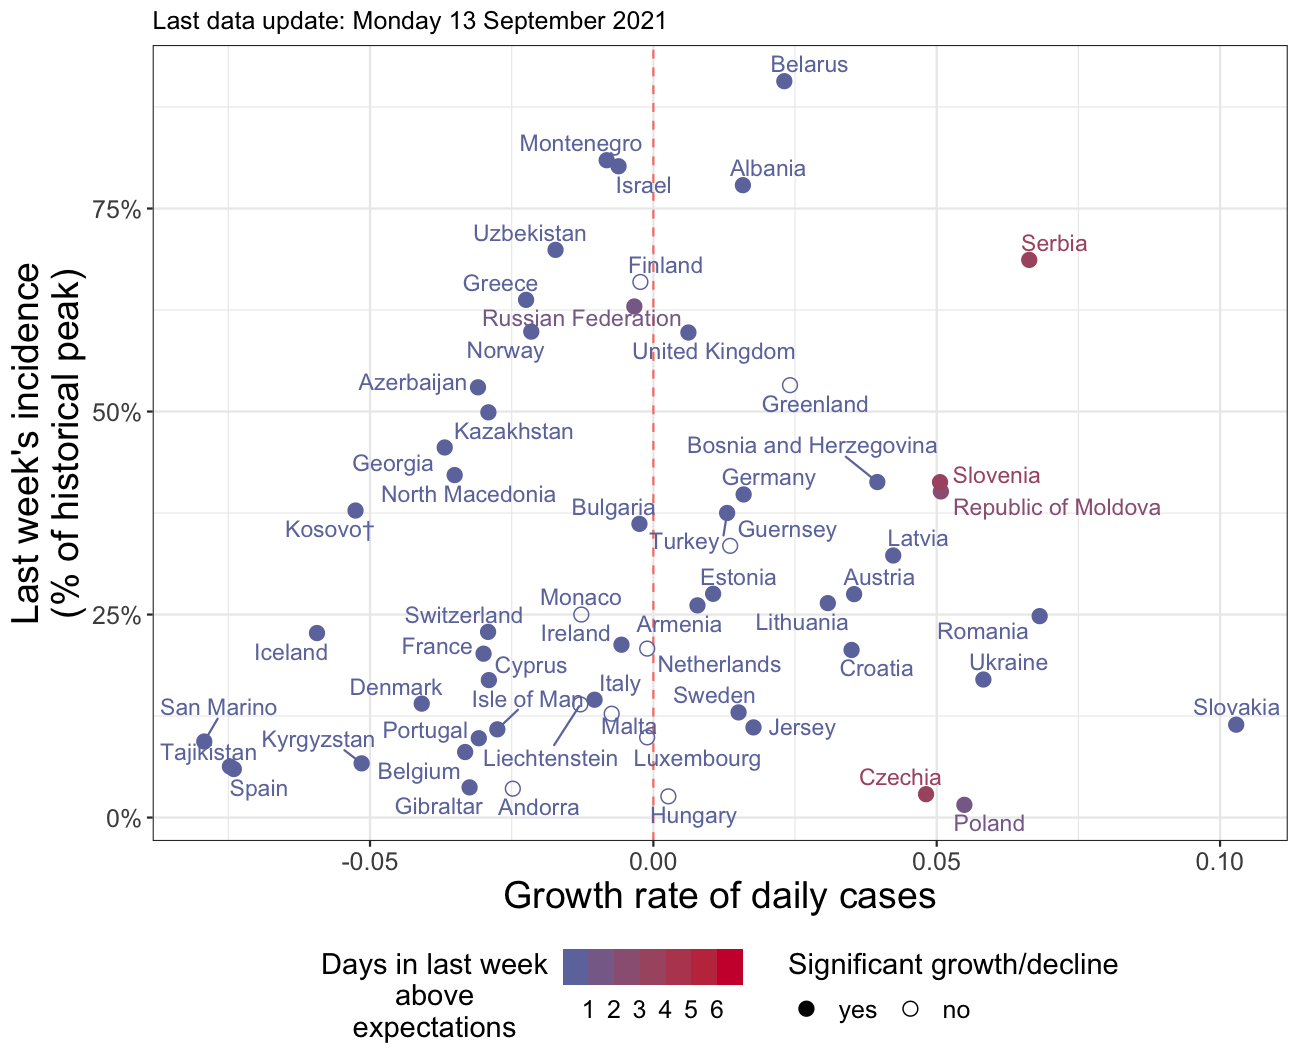 Last data update: Monday 13 September 2021
Last week's incidence
(% of historical peak)
75%
50%
25%
0%
Belarus
Montenegro
Israel
Albania
Uzbekistan
Serbia
Finland
Greece
Russian Federation
Norway
United Kingdom
Azerbaijan
Greenland
Kazakhstan
Bosnia and Herzegovina
Georgia
Germany
Slovenia
North Macedonia
Republic of Moldova
Bulgaria
Kosovo†
Guernsey
Turkey
Latvia
Estonia
Austria
Monaco
Switzerland
Armenia
Lithuania
Ireland
Romania
Iceland
France
Cyprus
Netherlands
Croatia
Ukraine
Denmark
Italy
Isle of Man
Sweden
San Marino
Slovakia
Malta
Portugal
Jersey
Kyrgyzstan
Tajikistan
Liechtenstein
Luxembourg
Belgium
Czechia
Spain
Gibraltar
Andorra
Hungary
Poland
-0.05
0.00
0.05
0.10
Growth rate of daily cases
Days in last week
above
expectations
1 2 3 4 5 6
Significant growth/decline
yes
no